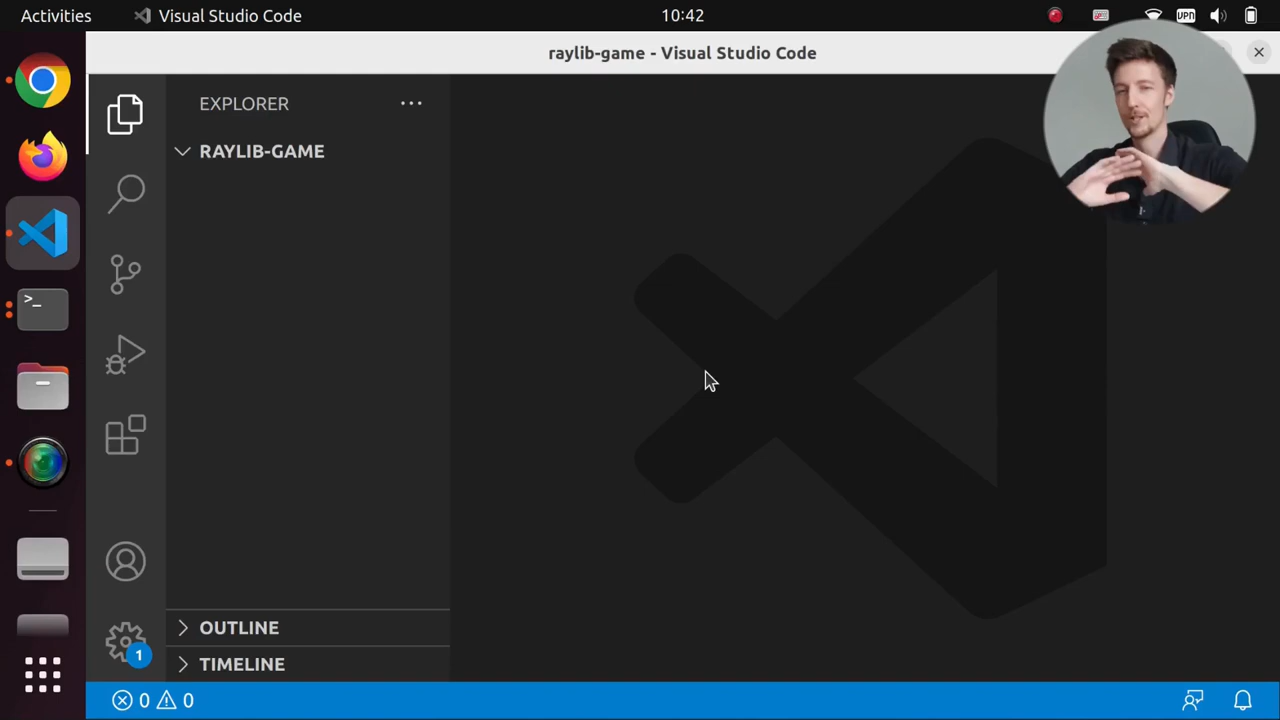 Activities
Visual Studio Code
10:42
VPN
raylib-game - Visual Studio Code
EXPLORER
RAYLIB-GAME
OUTLINE
1
TIMELINE
0 0